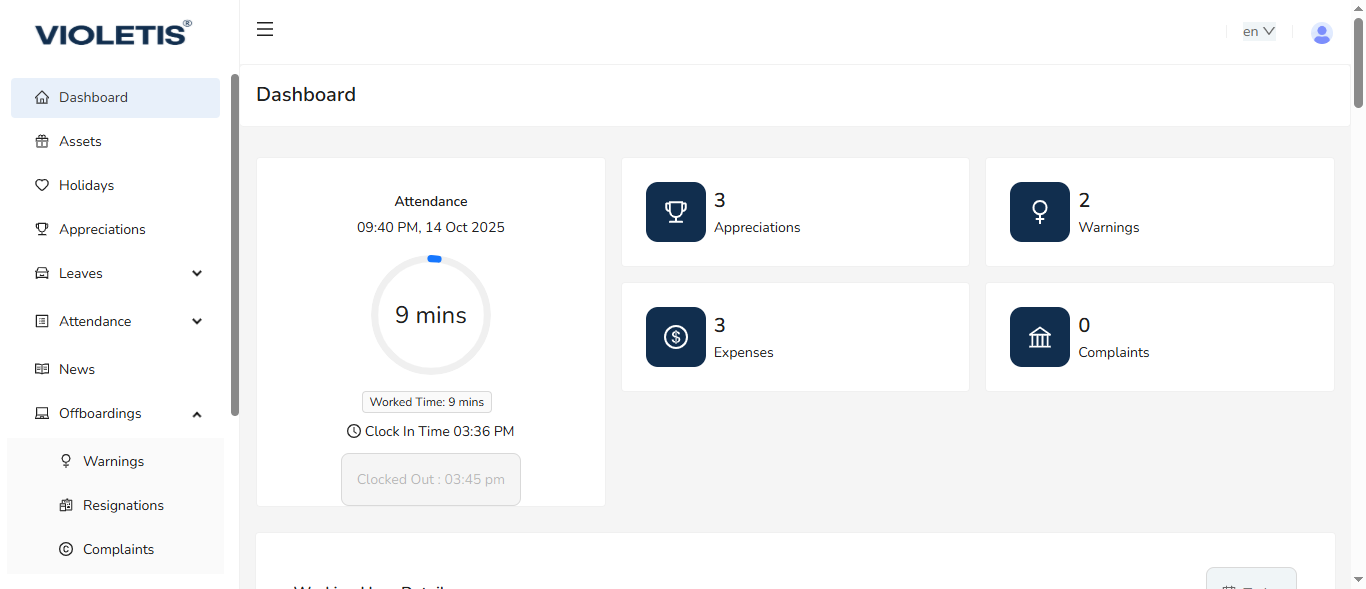 VIOLETIS®
en
Dashboard
Assets
Holidays
Appreciations
Leaves
Attendance
News
Offboardings
Warnings
Resignations
Complaints
Dashboard
Attendance
09:40 PM, 14 Oct 2025
9 mins
Worked Time: 9 mins
Clock In Time 03:36 PM
Clocked Out : 03:45 pm
3
Appreciations
2
Warnings
3
Expenses
0
Complaints